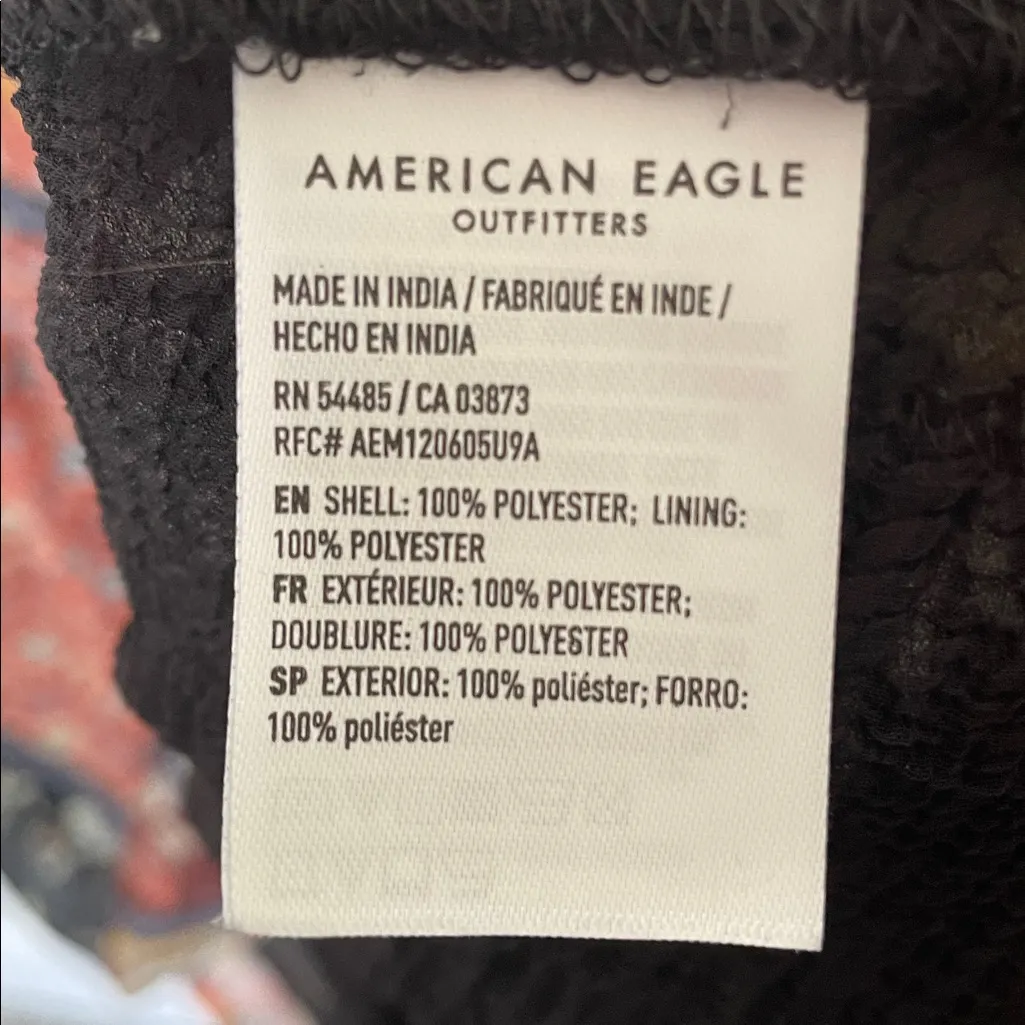 AMERICAN EAGLE
OUTFITTERS
MADE IN INDIA / FABRIQUÉ EN INDE /
HECHO EN INDIA
RN 54485 / CA 03873
RFC# AEM120605U9A
EN SHELL: 100% POLYESTER; LINING:
100% POLYESTER
FR EXTÉRIEUR: 100% POLYESTER;
DOUBLURE: 100% POLYESTER
SP EXTERIOR: 100% poliéster; FORRO:
100% poliéster